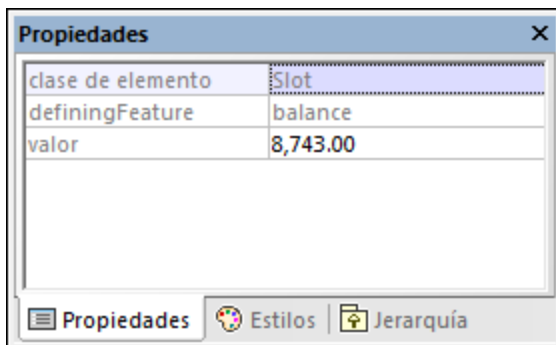 Propiedades
clase de elemento Slot
definingFeature balance
valor 8,743.00
Propiedades Estilos Jerarquía